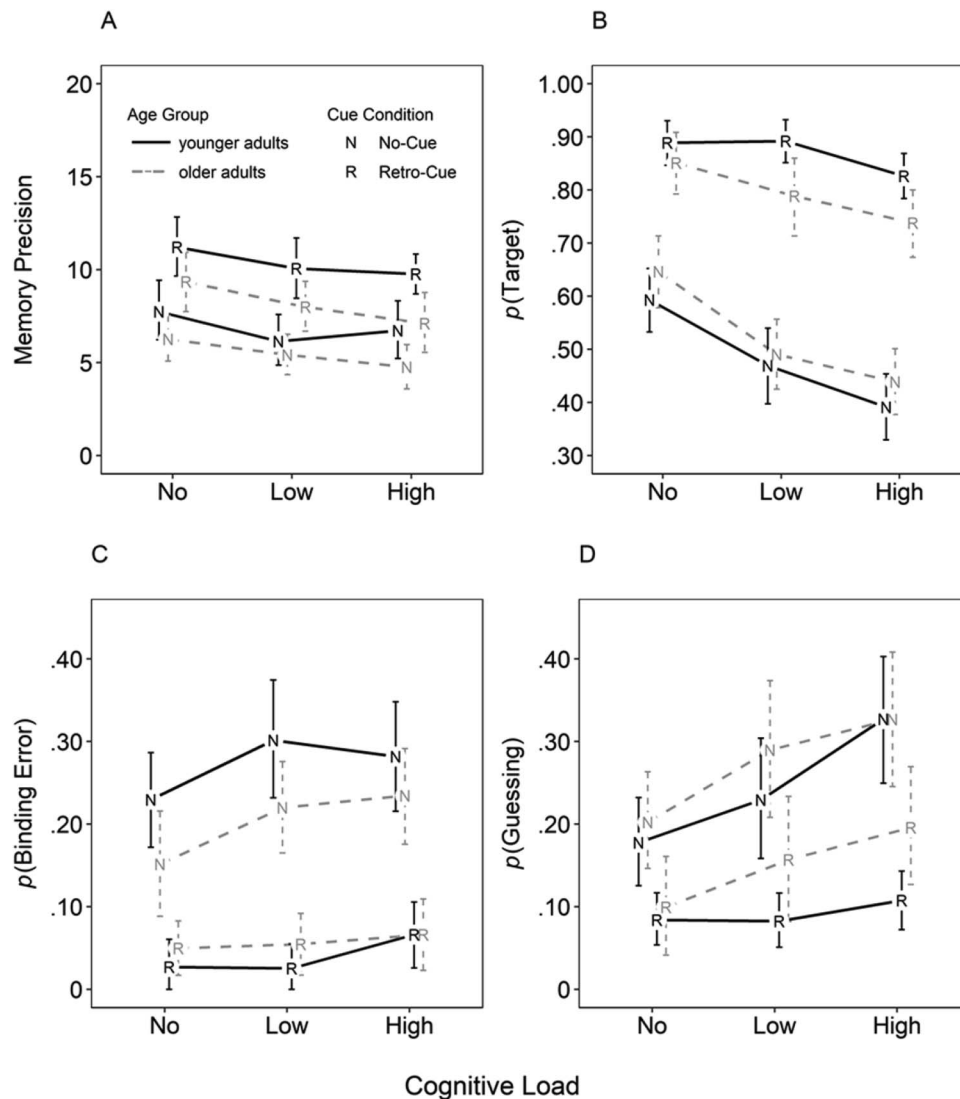 A
B
Memory Precision
20
15
10
5
0
Age Group
Cue Condition
younger adults
N
No-Cue
older adults
R
Retro-Cue
R
R
R
R
R
R
N
N
N
N
N
N
No
Low
High
p(Target)
1.00
.90
.80
.70
.60
.50
.40
.30
R
R
R
R
R
R
N
N
N
N
N
N
No
Low
High
C
D
p(Binding Error)
.40
.30
.20
.10
0
N
N
N
N
N
N
R
R
R
R
R
R
No
Low
High
p(Guessing)
.40
.30
.20
.10
0
N
N
N
N
N
N
R
R
R
R
R
R
No
Low
High
Cognitive Load